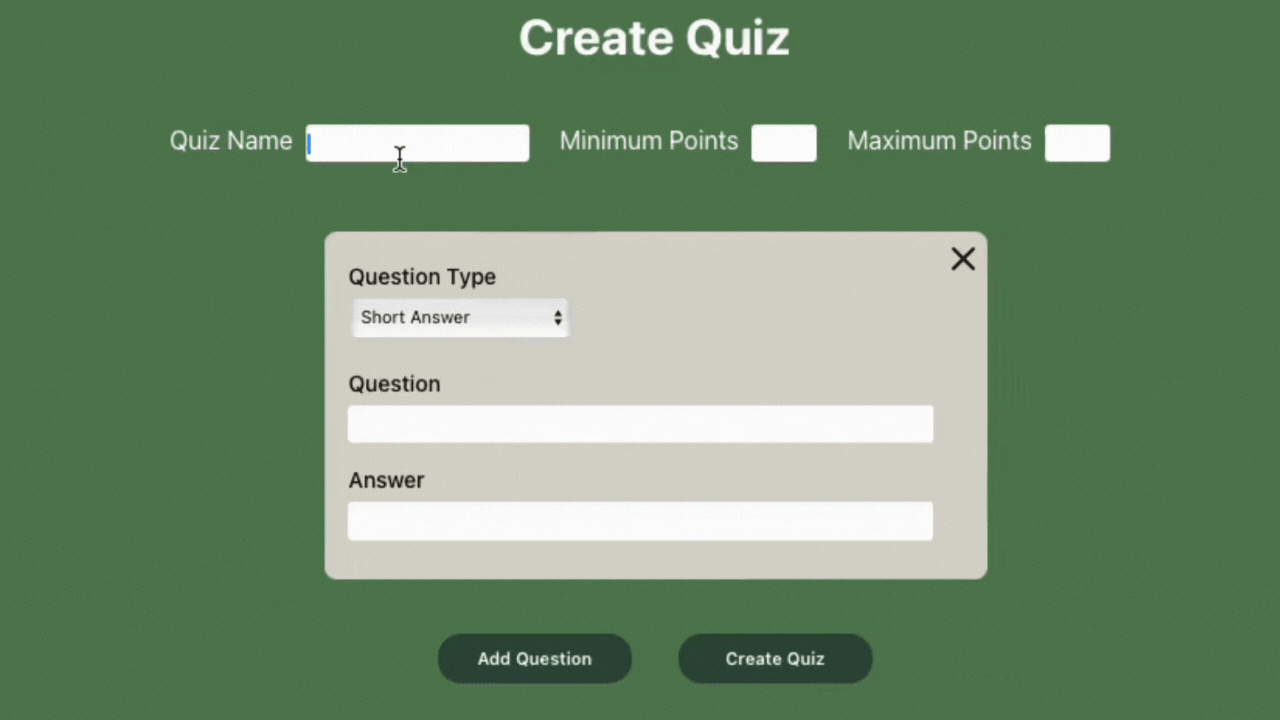 Create Quiz
Quiz Name Minimum Points Maximum Points
Question Type
Short Answer
Question
Answer
Add Question Create Quiz